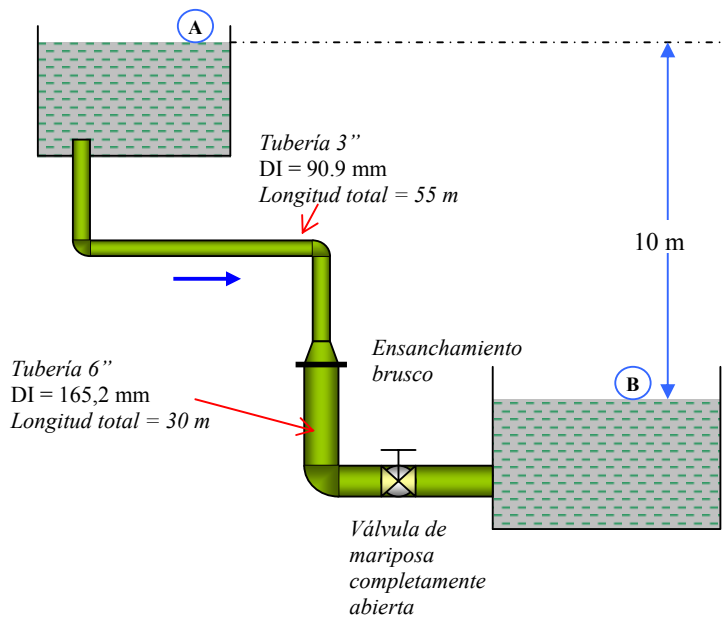 A
Tubería 3”
DI = 90.9 mm
Longitud total = 55 m
10 m
Ensanchamiento
brusco
Tubería 6”
DI = 165,2 mm
Longitud total = 30 m
B
Válvula de
mariposa
completamente
abierta